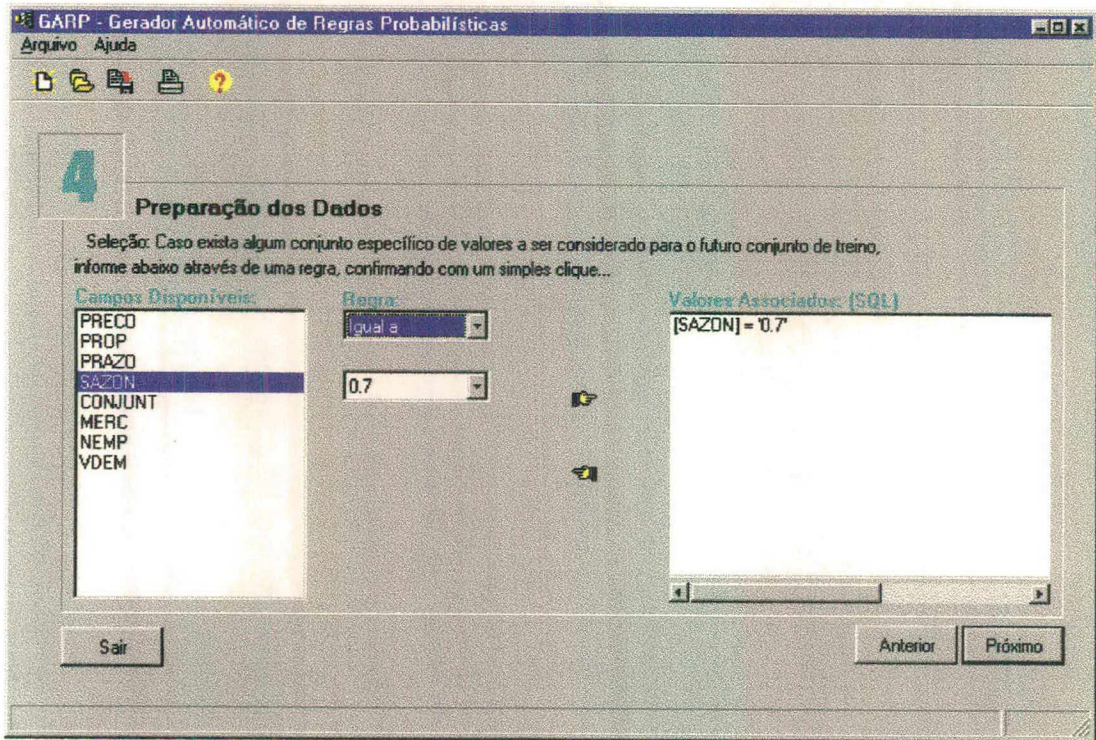 GARP - Gerador Automático de Regras Probabilísticas
Arquivo Ajuda
4
Preparação dos Dados
Seleção: Caso exista algum conjunto específico de valores a ser considerado para o futuro conjunto de treino,
informe abaixo através de uma regra, confirmando com um simples clique...
Campos Disponíveis:
PRECO
PROP
PRAZO
SAZON
CONJUNT
MERC
NEMP
VDEM
Regra:
Igual a
0.7
Valores Associados: (SQL)
[SAZON] = '0.7'
Sair
Anterior
Próximo